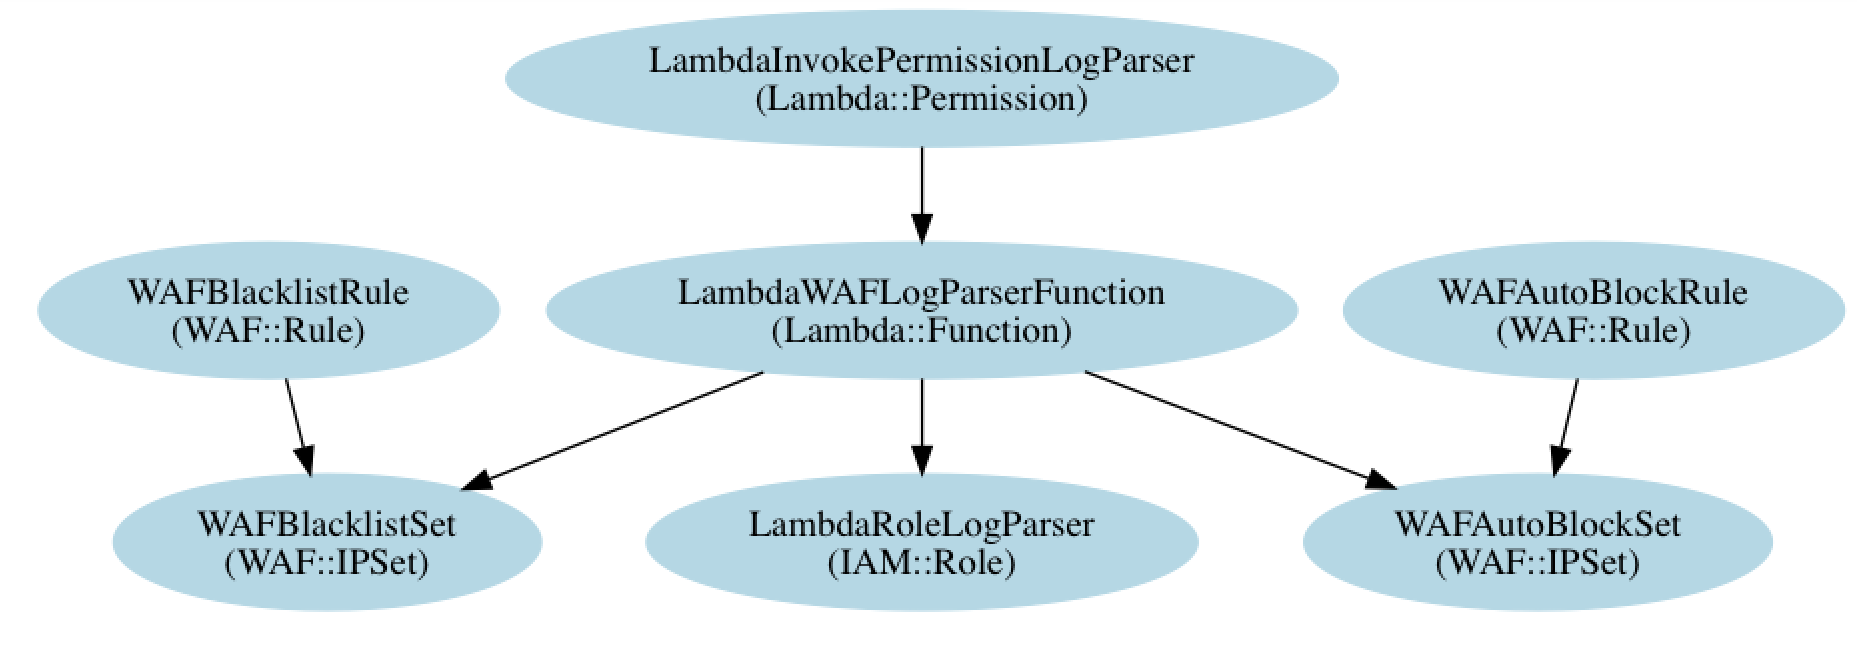 LambdaInvokePermissionLogParser
(Lambda::Permission)
WAFBlacklistRule
(WAF::Rule)
LambdaWAFLogParserFunction
(Lambda::Function)
WAFAutoBlockRule
(WAF::Rule)
WAFBlacklistSet
(WAF::IPSet)
LambdaRoleLogParser
(IAM::Role)
WAFAutoBlockSet
(WAF::IPSet)